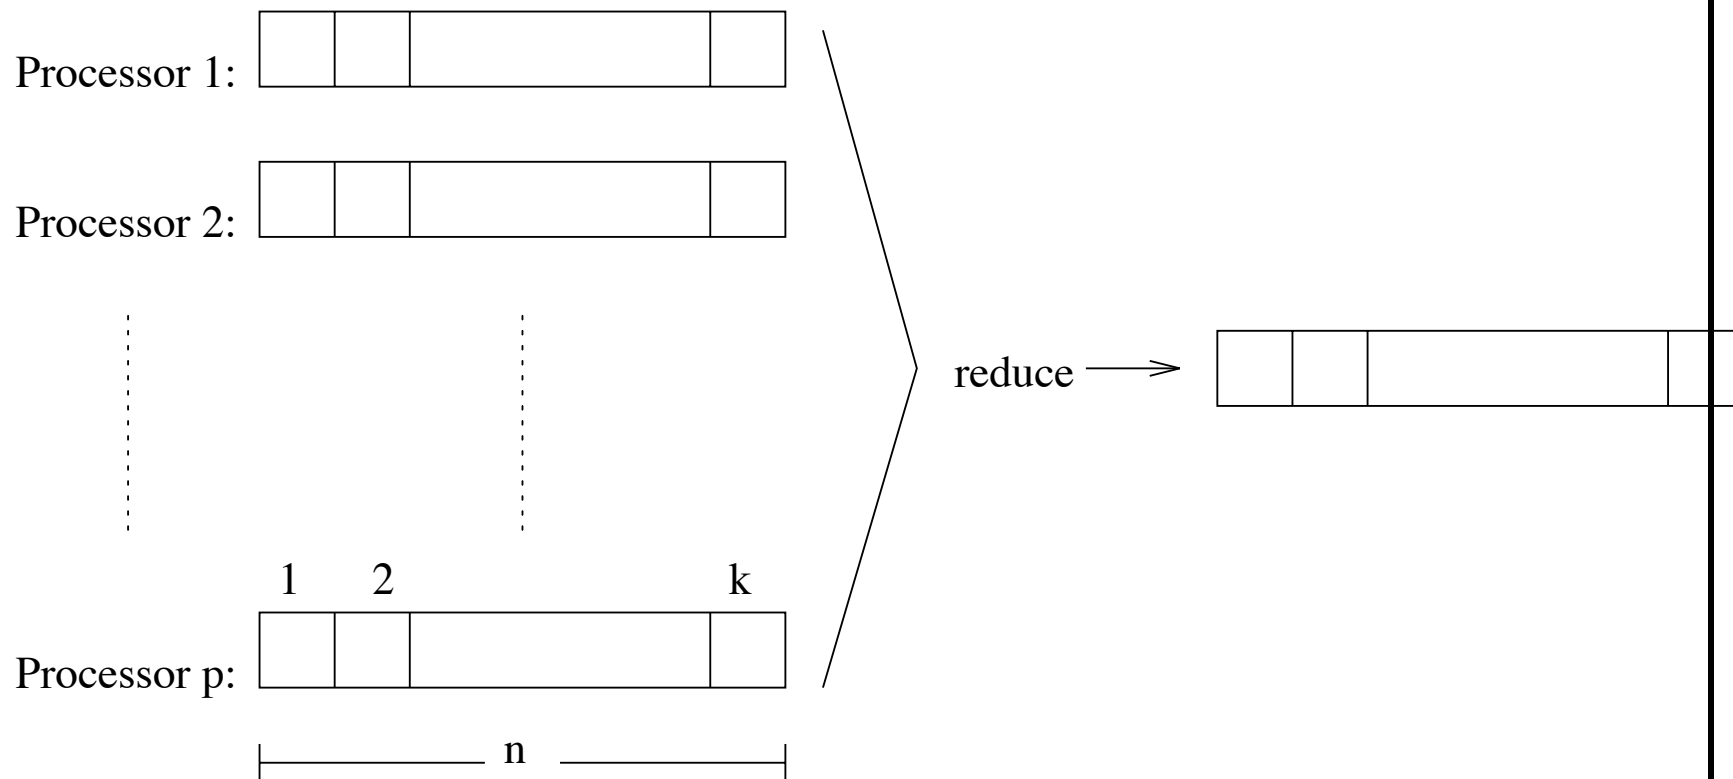 Processor 1:
Processor 2:
reduce
1 2 k
Processor p:
n